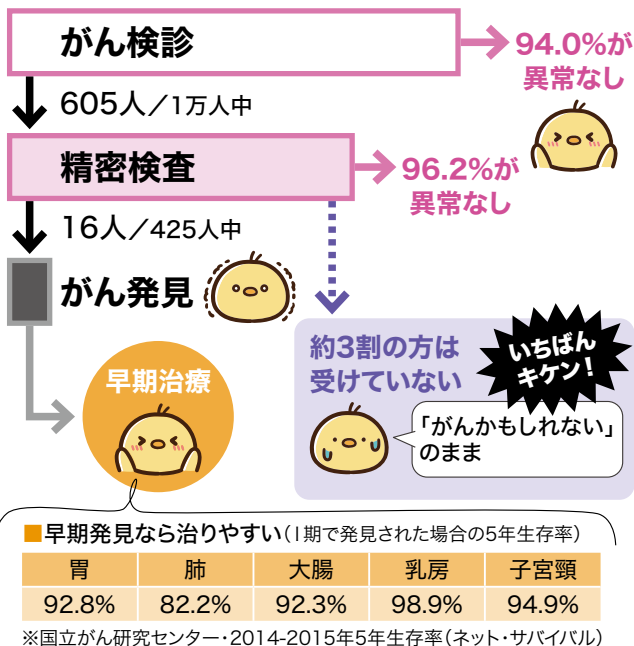 がん検診
94.0%が
異常なし
605人／1万人中
精密検査
96.2%が
異常なし
16人／425人中
がん発見
約3割の方は
受けていない
いちばん
キケン！
「がんかもしれない」
のまま
早期治療
■早期発見なら治りやすい（Ⅰ期で発見された場合の5年生存率）
胃 肺 大腸 乳房 子宮頸
92.8% 82.2% 92.3% 98.9% 94.9%
※国立がん研究センター・2014-2015年5年生存率（ネット・サバイバル）